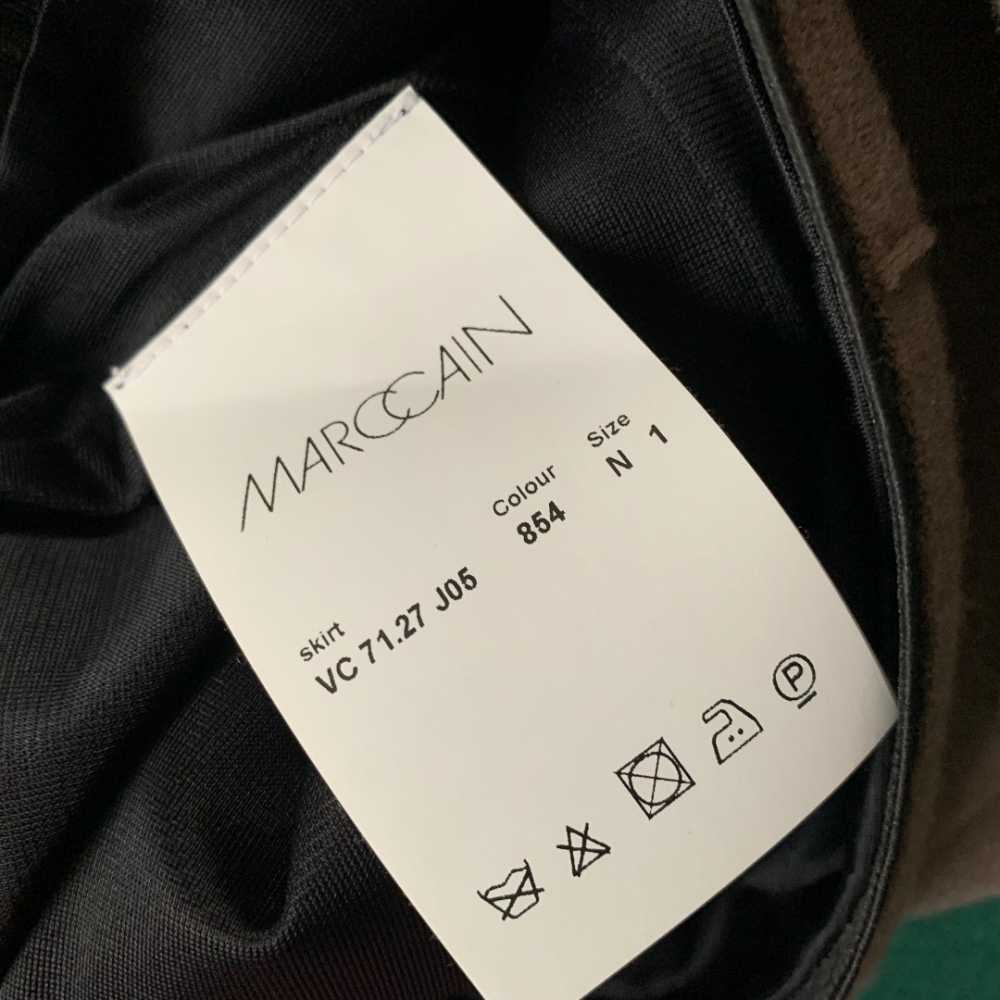 MARCCAIN
skirt Colour Size
VC 71.27 J05 854 N 1
P